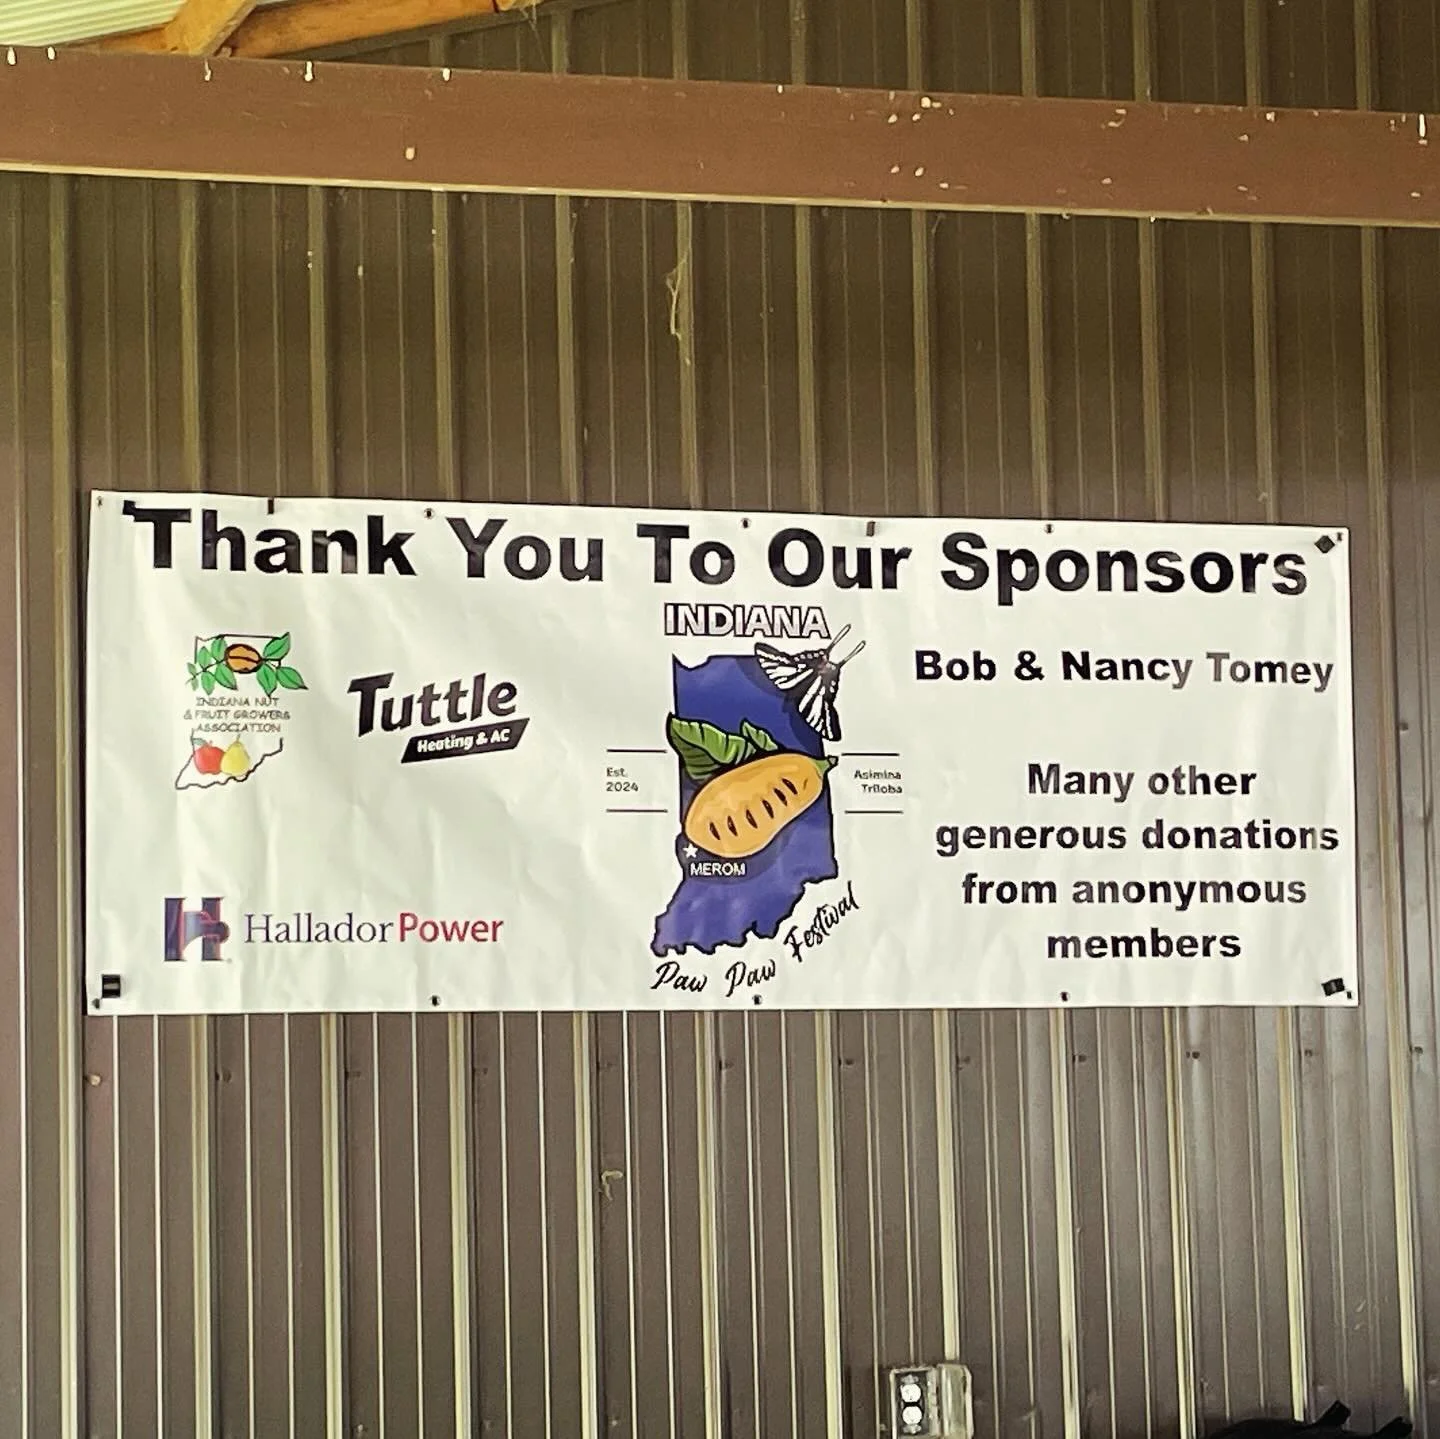 Thank You To Our Sponsors
INDIANA NUT
& FRUIT GROWERS
ASSOCIATION
Tuttle
Heating & AC
HalladorPower
INDIANA
Est.
2024
Asimina
Triloba
MEROM
Paw Paw Festival
Bob & Nancy Tomey
Many other
generous donations
from anonymous
members